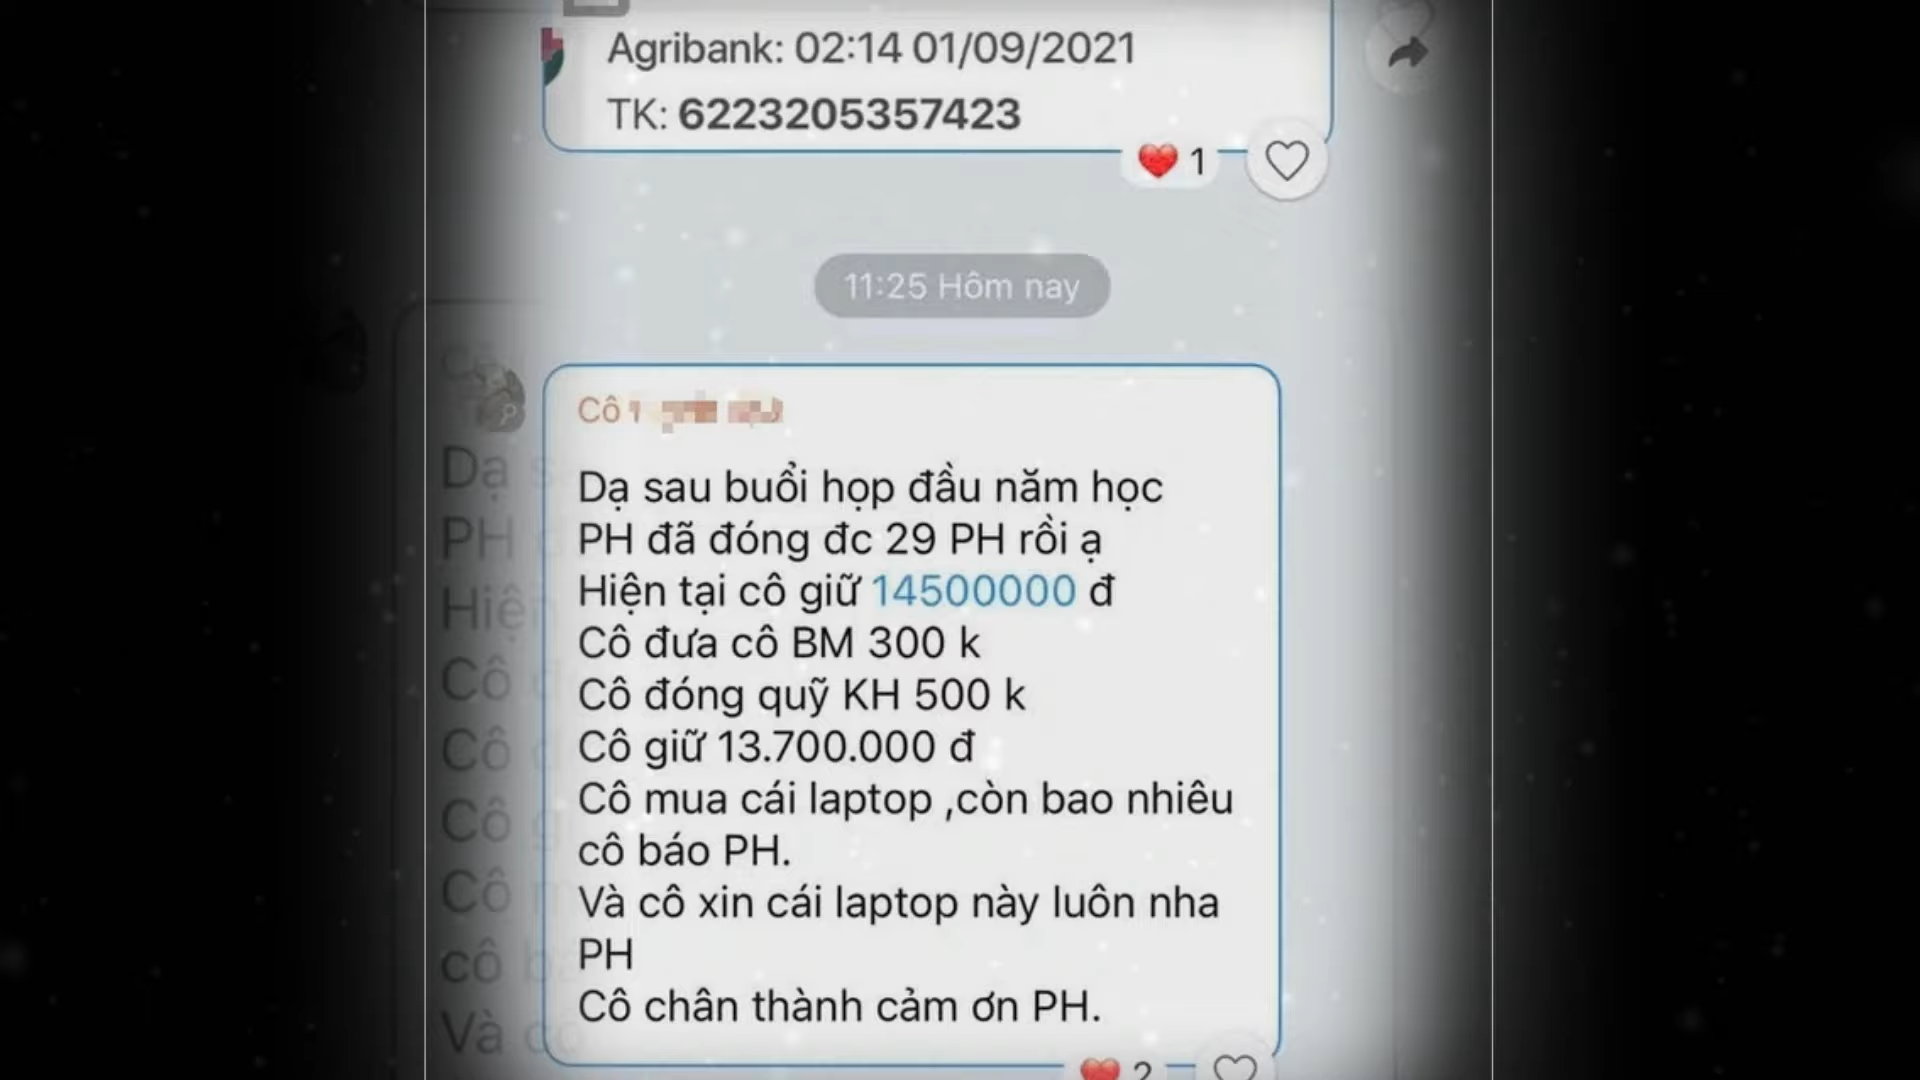 Agribank: 02:14 01/09/2021
TK: 6223205357423
1
11:25 Hôm nay
Cô
Dạ sau buổi họp đầu năm học
PH đã đóng đc 29 PH rồi ạ
Hiện tại cô giữ 14500000 đ
Cô đưa cô BM 300 k
Cô đóng quỹ KH 500 k
Cô giữ 13.700.000 đ
Cô mua cái laptop ,còn bao nhiêu
cô báo PH.
Và cô xin cái laptop này luôn nha
PH
Cô chân thành cảm ơn PH.
2